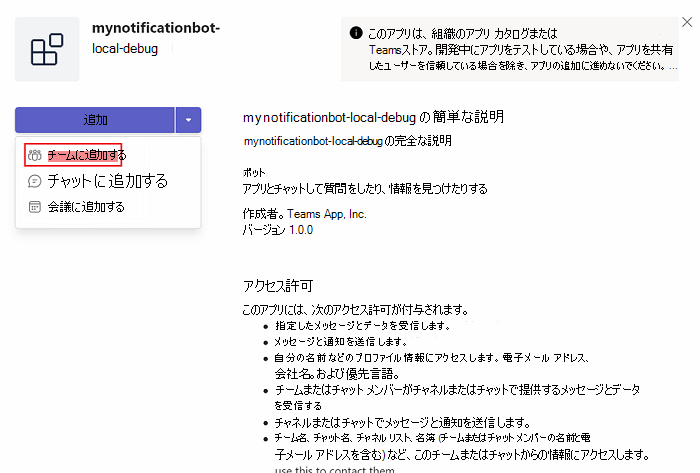 mynotificationbot-
local-debug
このアプリは、組織のアプリ カタログまたは
Teamsストア。開発中にアプリをテストしている場合や、アプリを共有
したユーザーを信頼している場合を除き、アプリの追加に進めないでください。...
追加
チームに追加する
チャットに追加する
会議に追加する
mynotificationbot-local-debug の簡単な説明
mynotificationbot-local-debug の完全な説明
ボット
アプリとチャットして質問をしたり、情報を見つけたりする
作成者。Teams App, Inc.
バージョン 1.0.0
アクセス許可
このアプリには、次のアクセス許可が付与されます。
• 指定したメッセージとデータを受信します。
• メッセージと通知を送信します。
• 自分の名前などのプロファイル情報にアクセスします。電子メール アドレス、
会社名。および優先言語。
• チームまたはチャット メンバーがチャネルまたはチャットで提供するメッセージとデータ
を受信する
• チャネルまたはチャットでメッセージと通知を送信します。
• チーム名、チャット名、チャネル リスト、名簿 (チームまたはチャット メンバーの名前と電
子メール アドレスを含む) など、このチームまたはチャットからの情報にアクセスします。
use this to contact them